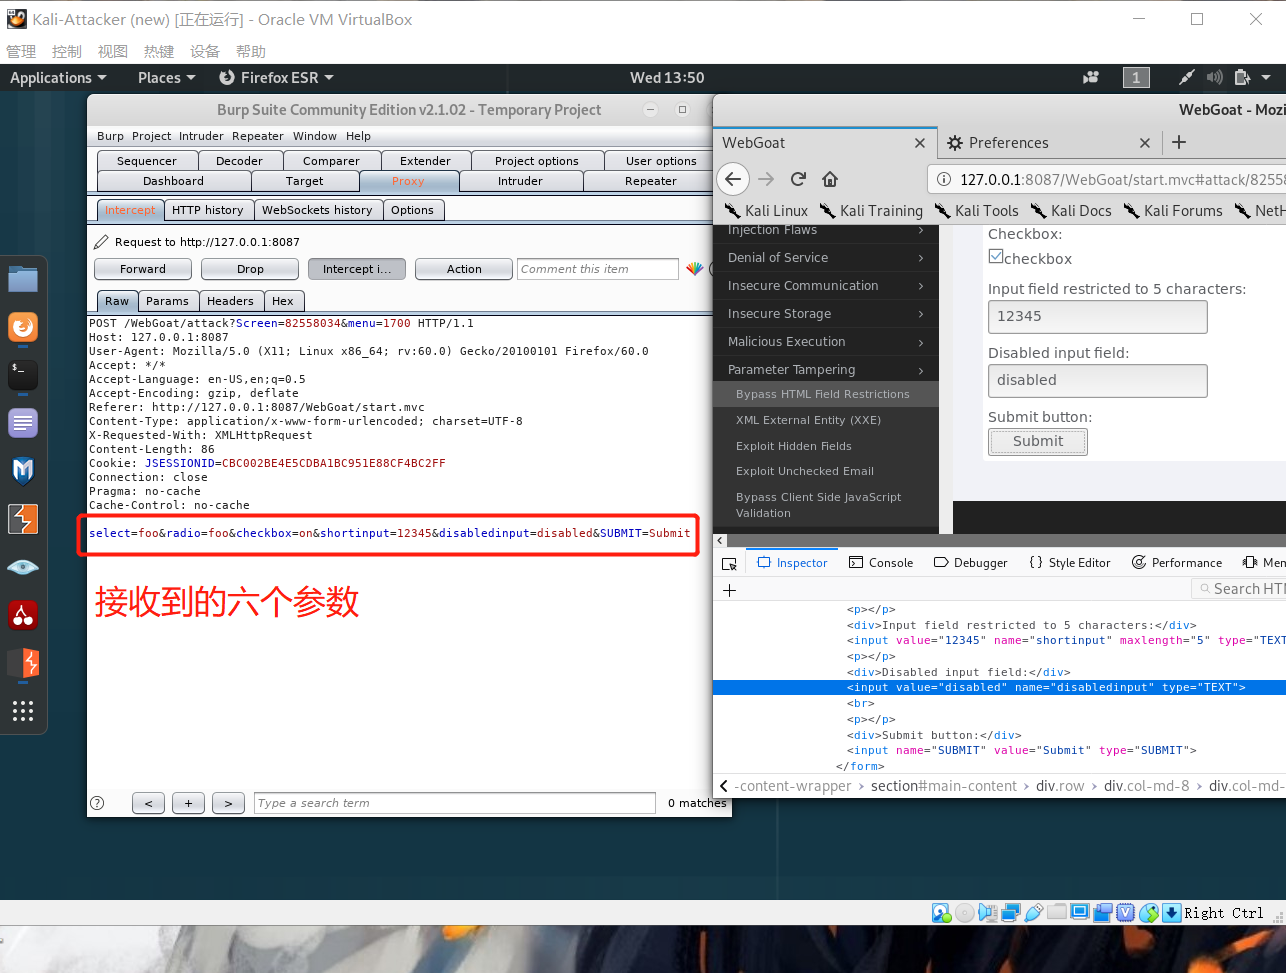 Kali-Attacker (new) [正在运行] - Oracle VM VirtualBox
管理 控制 视图 热键 设备 帮助
Applications Places Firefox ESR Wed 13:50 1
Burp Suite Community Edition v2.1.02 - Temporary Project
Burp Project Intruder Repeater Window Help
Sequencer Decoder Comparer Extender Project options User options
Dashboard Target Proxy Intruder Repeater
Intercept HTTP history WebSockets history Options
Request to http://127.0.0.1:8087
Forward Drop Intercept i... Action Comment this item
Raw Params Headers Hex
POST /WebGoat/attack?Screen=82558034&menu=1700 HTTP/1.1
Host: 127.0.0.1:8087
User-Agent: Mozilla/5.0 (X11; Linux x86_64; rv:60.0) Gecko/20100101 Firefox/60.0
Accept: */*
Accept-Language: en-US,en;q=0.5
Accept-Encoding: gzip, deflate
Referer: http://127.0.0.1:8087/WebGoat/start.mvc
Content-Type: application/x-www-form-urlencoded; charset=UTF-8
X-Requested-With: XMLHttpRequest
Content-Length: 86
Cookie: JSESSIONID=CBC002BE4E5CDBA1BC951E88CF4BC2FF
Connection: close
Pragma: no-cache
Cache-Control: no-cache
select=foo&radio=foo&checkbox=on&shortinput=12345&disabledinput=disabled&SUBMIT=Submit
接收到的六个参数
? < + > Type a search term 0 matches
WebGoat - Mozi
WebGoat Preferences
127.0.0.1:8087/WebGoat/start.mvc#attack/8255
Kali Linux Kali Training Kali Tools Kali Docs Kali Forums NetH
Injection Flaws
Denial of Service
Insecure Communication
Insecure Storage
Malicious Execution
Parameter Tampering
Bypass HTML Field Restrictions
XML External Entity (XXE)
Exploit Hidden Fields
Exploit Unchecked Email
Bypass Client Side JavaScript
Validation
Checkbox:
checkbox
Input field restricted to 5 characters:
12345
Disabled input field:
disabled
Submit button:
Submit
Inspector Console Debugger {} Style Editor Performance Mem
+ Search HTM
<p></p>
<div>Input field restricted to 5 characters:</div>
<input value="12345" name="shortinput" maxlength="5" type="TEXT
<p></p>
<div>Disabled input field:</div>
<input value="disabled" name="disabledinput" type="TEXT">
<br>
<p></p>
<div>Submit button:</div>
<input name="SUBMIT" value="Submit" type="SUBMIT">
</form>
-content-wrapper > section#main-content > div.row > div.col-md-8 > div.col-md-
Right Ctrl